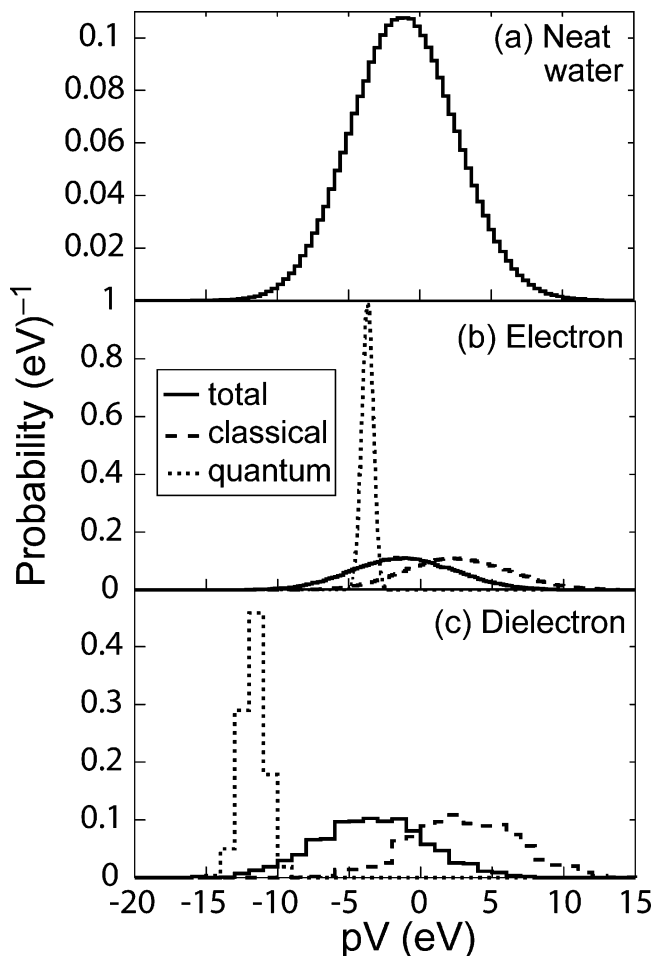 0.1
0.08
0.06
0.04
0.02
(a) Neat
water
1
0.8
0.6
0.4
0.2
0
(b) Electron
total
classical
quantum
Probability (eV)⁻¹
0.4
0.3
0.2
0.1
0
(c) Dielectron
-20 -15 -10 -5 0 5 10 15
pV (eV)